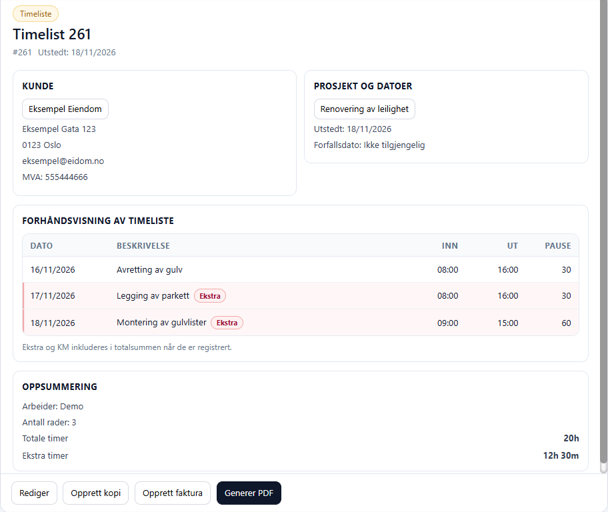 Timeliste
Timelist 261
#261 Utstedt: 18/11/2026
KUNDE
Eksempel Eiendom
Eksempel Gata 123
0123 Oslo
eksempel@eidom.no
MVA: 555444666
PROSJEKT OG DATOER
Renovering av leilighet
Utstedt: 18/11/2026
Forfallsdato: Ikke tilgjengelig
FORHÅNDSVISNING AV TIMELISTE
DATO BESKRIVELSE INN UT PAUSE
16/11/2026 Avretting av gulv 08:00 16:00 30
17/11/2026 Legging av parkett Ekstra 08:00 16:00 30
18/11/2026 Montering av gulvlister Ekstra 09:00 15:00 60
Ekstra og KM inkluderes i totalsummen når de er registrert.
OPPSUMMERING
Arbeider: Demo
Antall rader: 3
Totale timer 20h
Ekstra timer 12h 30m
Rediger Opprett kopi Opprett faktura Generer PDF